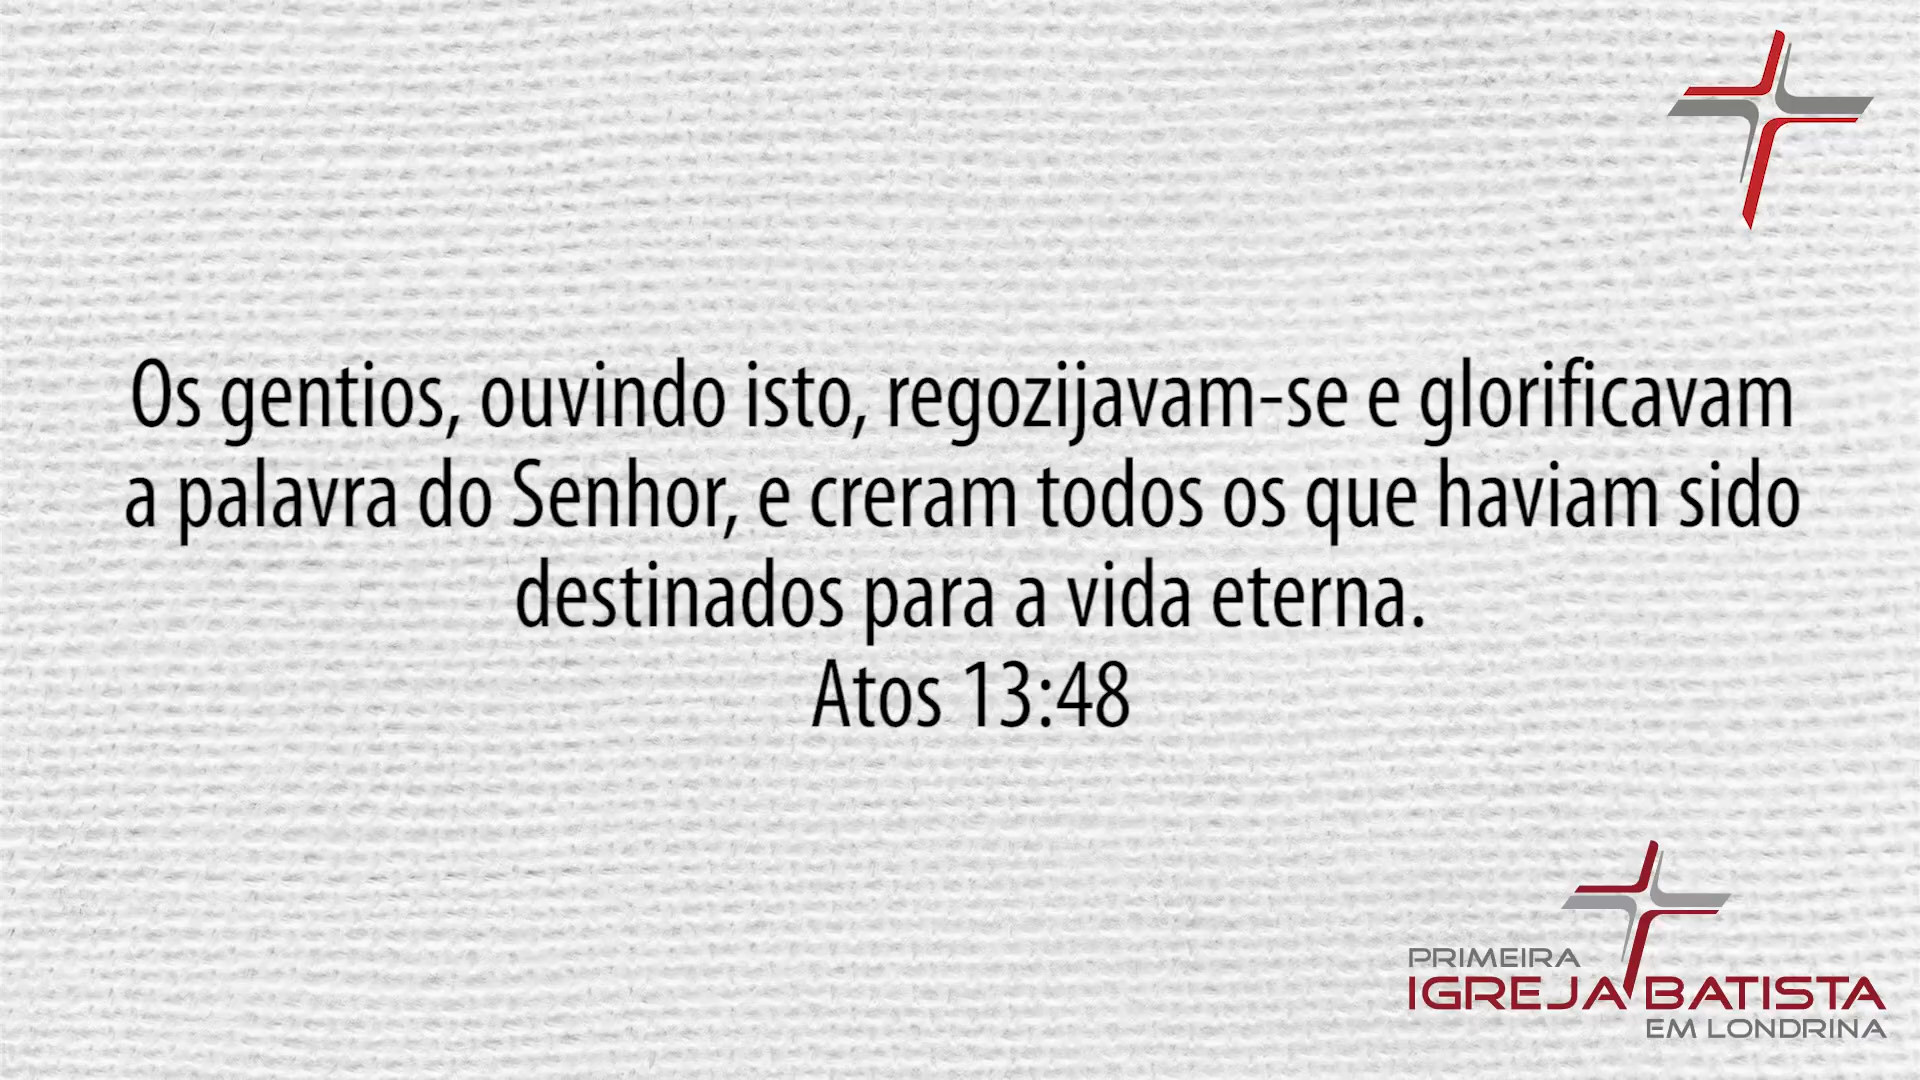 Os gentios, ouvindo isto, regozijavam-se e glorificavam
a palavra do Senhor, e creram todos os que haviam sido
destinados para a vida eterna.
Atos 13:48
PRIMEIRA
IGREJA BATISTA
EM LONDRINA